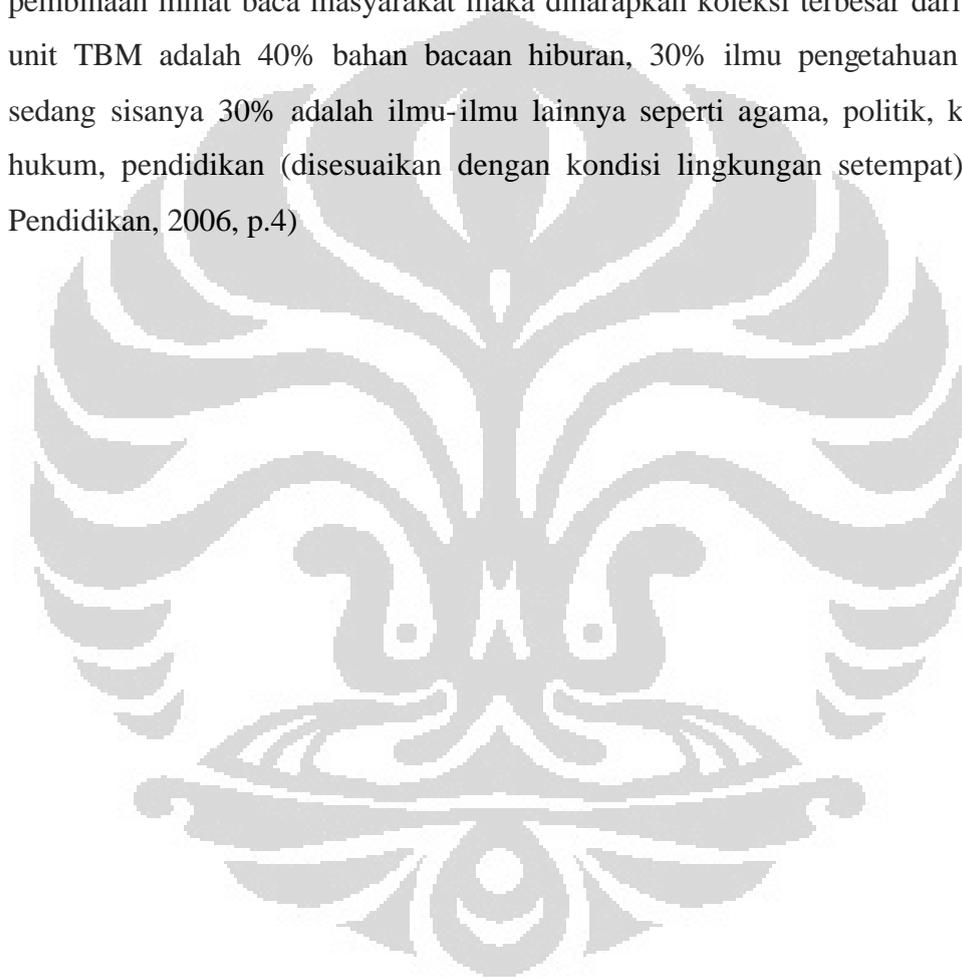 pembinaan minat baca masyarakat maka diharapkan koleksi terbesar dari
unit TBM adalah 40% bahan bacaan hiburan, 30% ilmu pengetahuan
sedang sisanya 30% adalah ilmu-ilmu lainnya seperti agama, politik, k
hukum, pendidikan (disesuaikan dengan kondisi lingkungan setempat)
Pendidikan, 2006, p.4)